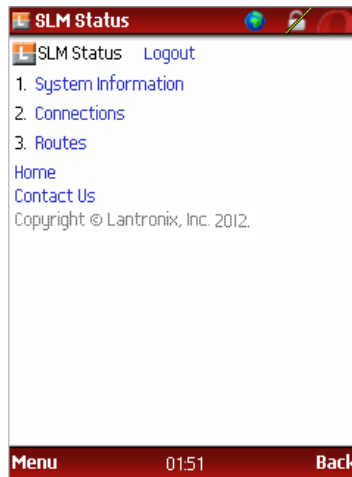 SLM Status
SLM Status Logout
1. System Information
2. Connections
3. Routes
Home
Contact Us
Copyright © Lantronix, Inc. 2012.
Menu 01:51 Back